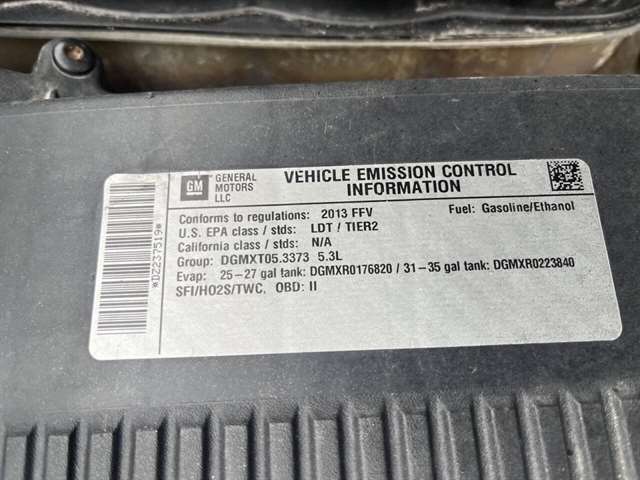 GM
GENERAL
MOTORS
LLC
VEHICLE EMISSION CONTROL
INFORMATION
Conforms to regulations: 2013 FFV
Fuel: Gasoline/Ethanol
U.S. EPA class / stds: LDT / TIER2
California class / stds: N/A
Group: DGMXT05.3373 5.3L
Evap: 25-27 gal tank: DGMXR0176820 / 31-35 gal tank: DGMXR0223840
SFI/HO2S/TWC. OBD: II
*DZ237519*